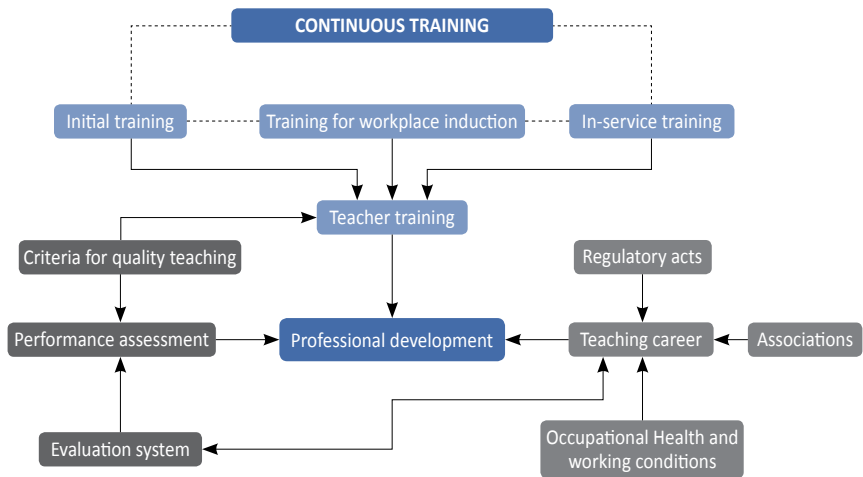 CONTINUOUS TRAINING
Initial training
Training for workplace induction
In-service training
Teacher training
Criteria for quality teaching
Regulatory acts
Performance assessment
Professional development
Teaching career
Associations
Evaluation system
Occupational Health and
working conditions